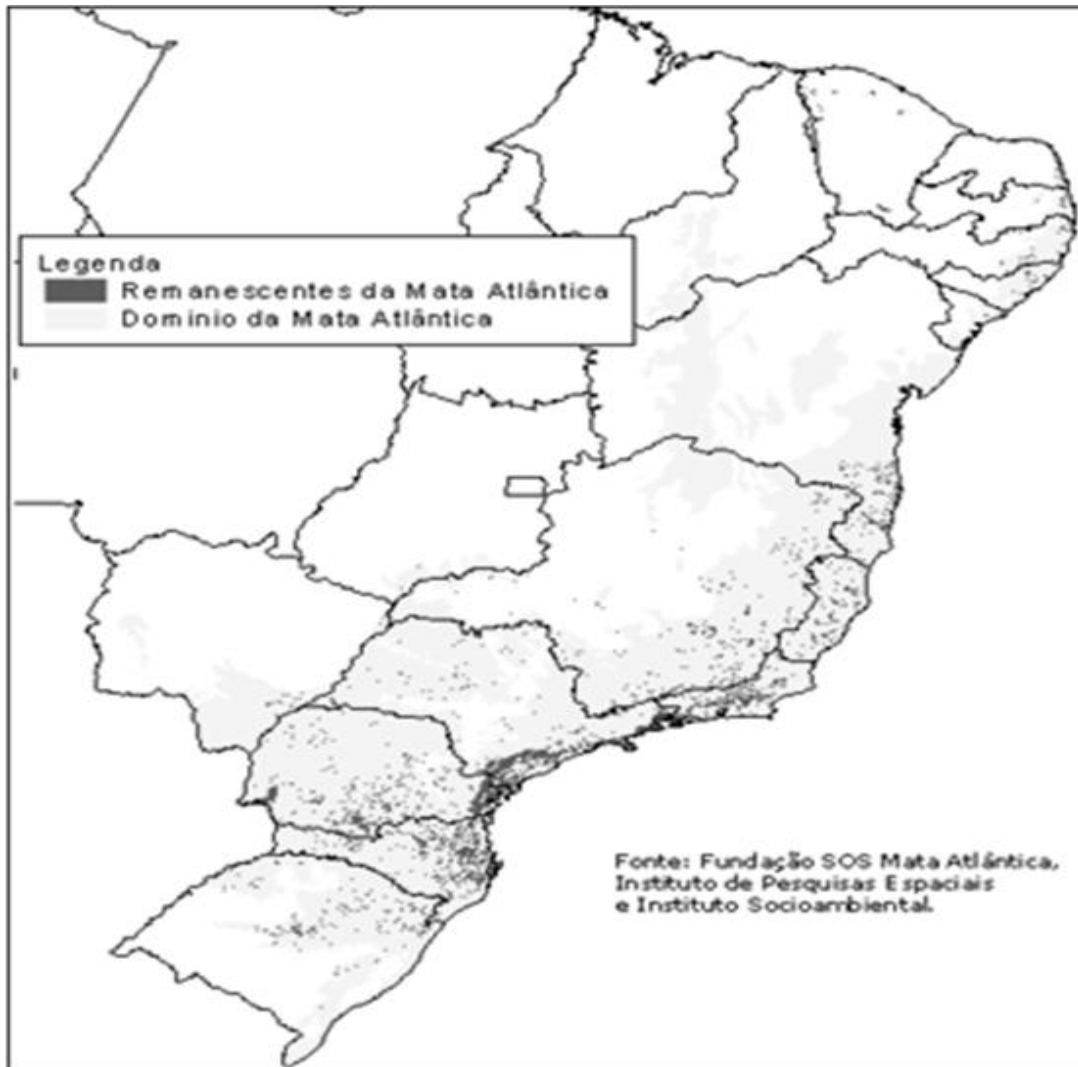 Legenda
Remanescentes da Mata Atlântica
Domínio da Mata Atlântica
Fonte: Fundação SOS Mata Atlântica,
Instituto de Pesquisas Espaciais
e Instituto Socioambiental.